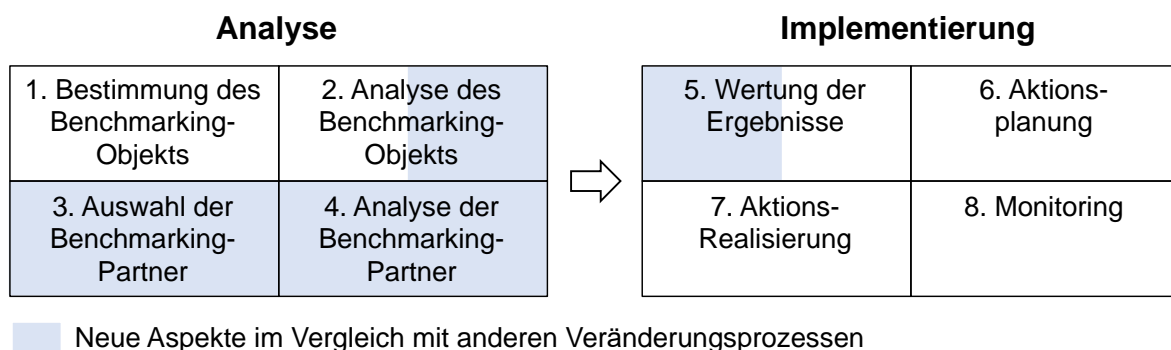 Analyse
Implementierung
1. Bestimmung des
Benchmarking-
Objekts
2. Analyse des
Benchmarking-
Objekts
3. Auswahl der
Benchmarking-
Partner
4. Analyse der
Benchmarking-
Partner
5. Wertung der
Ergebnisse
6. Aktions-
planung
7. Aktions-
Realisierung
8. Monitoring
Neue Aspekte im Vergleich mit anderen Veränderungsprozessen